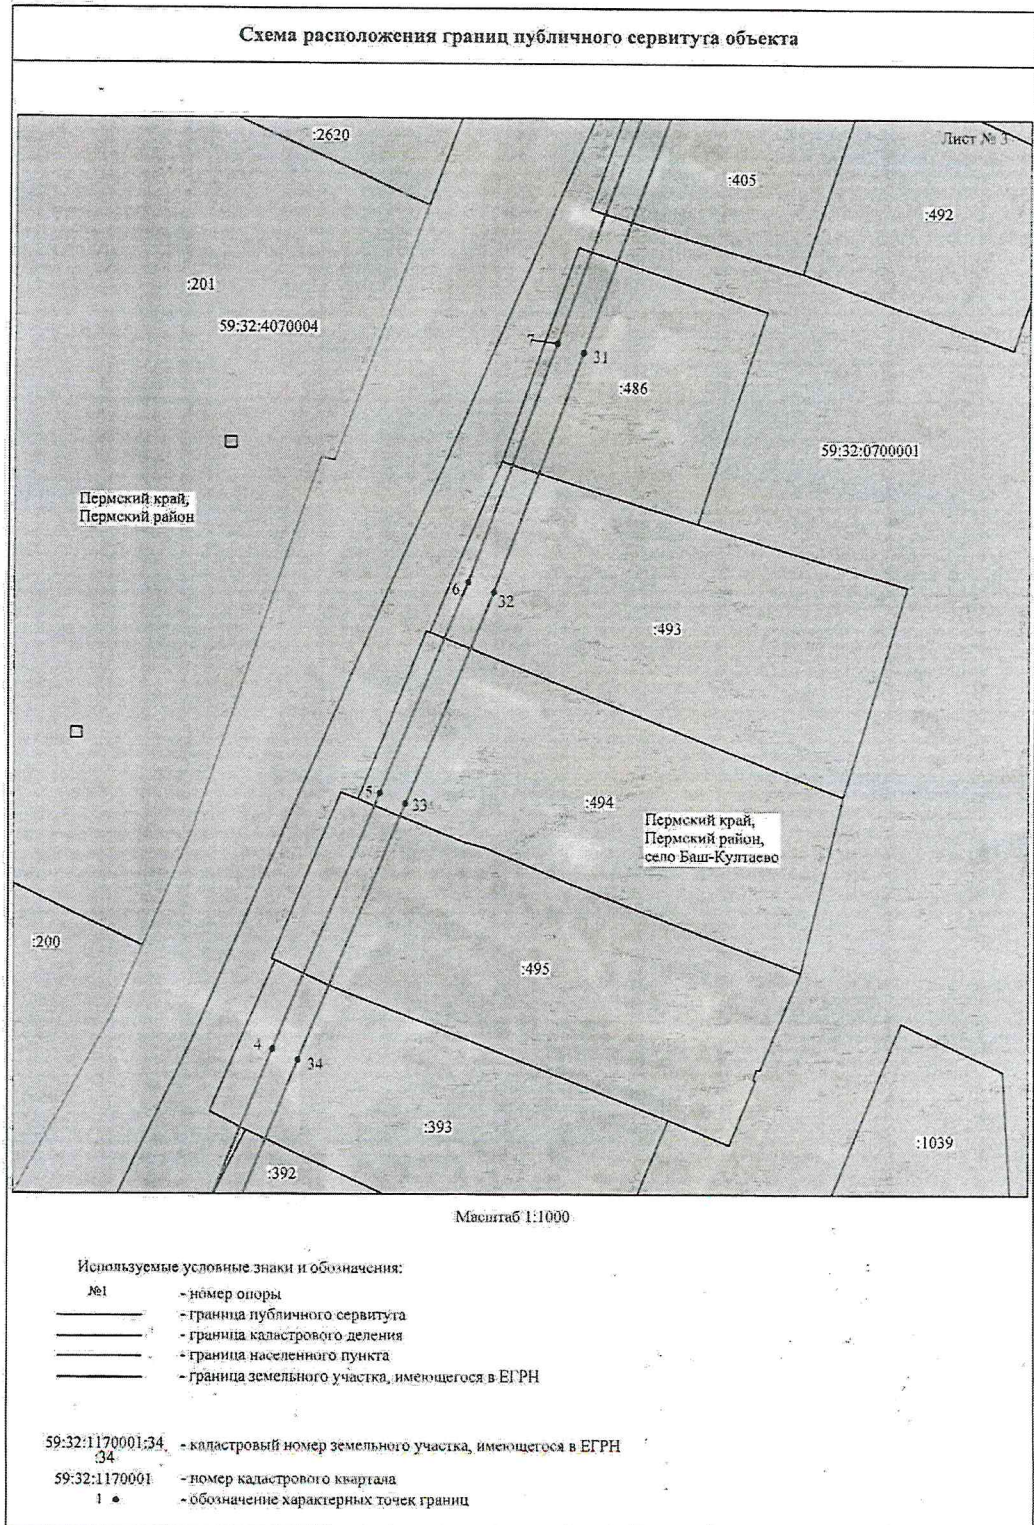 Схема расположения границ публичного сервитута объекта
Лист № 3
:2620
:405
:492
:201
59:32:4070004
7
31
:486
59:32:0700001
Пермский край,
Пермский район
6
32
:493
5
33
:494
Пермский край,
Пермский район,
село Баш-Култаево
:200
:495
4
34
:393
:1039
:392
Масштаб 1:1000
Используемые условные знаки и обозначения:
№1 - номер опоры
- граница публичного сервитута
- граница кадастрового деления
- граница населенного пункта
- граница земельного участка, имеющегося в ЕГРН
59:32:1170001:34 - кадастровый номер земельного участка, имеющегося в ЕГРН
:34
59:32:1170001 - номер кадастрового квартала
1 - обозначение характерных точек границ